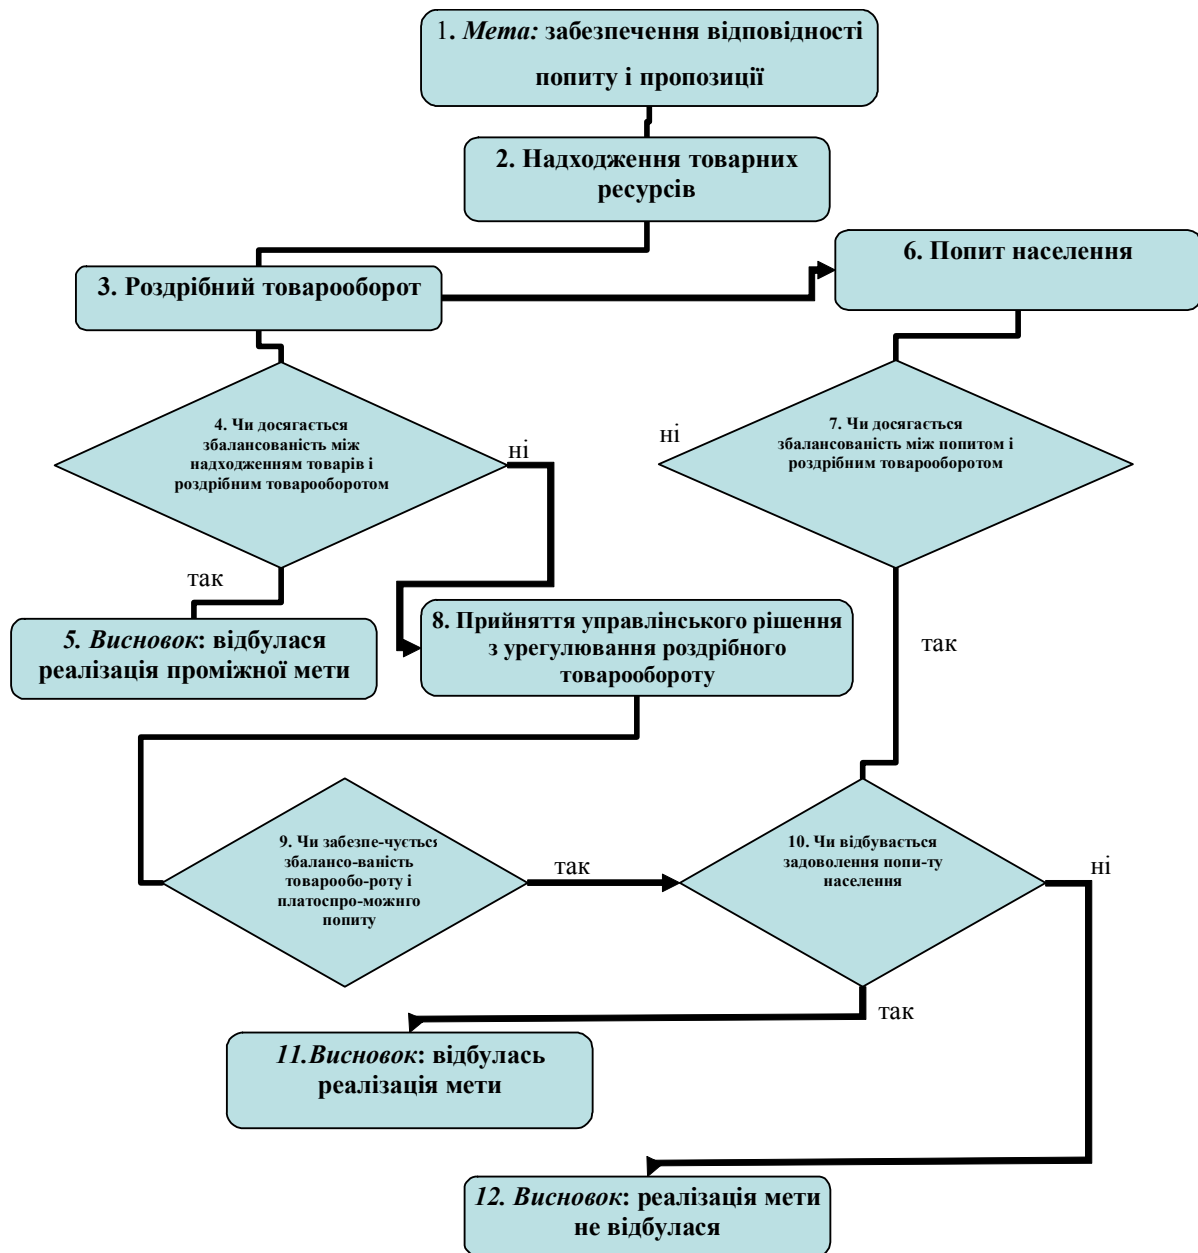 1. Мета: забезпечення відповідності
попиту і пропозиції
2. Надходження товарних
ресурсів
3. Роздрібний товарооборот
6. Попит населення
4. Чи досягається
збалансованість між
надходженням товарів і
роздрібним товарооборотом
ні
ні
7. Чи досягається
збалансованість між попитом і
роздрібним товарооборотом
так
5. Висновок: відбулася
реалізація проміжної мети
8. Прийняття управлінського рішення
з урегулювання роздрібного
товарообороту
так
9. Чи забезпе-чується
збалансо-ваність
товарообо-роту і
платоспро-можнго
попиту
так
10. Чи відбувається
задоволення попи-ту
населення
ні
так
11.Висновок: відбулась
реалізація мети
12. Висновок: реалізація мети
не відбулася